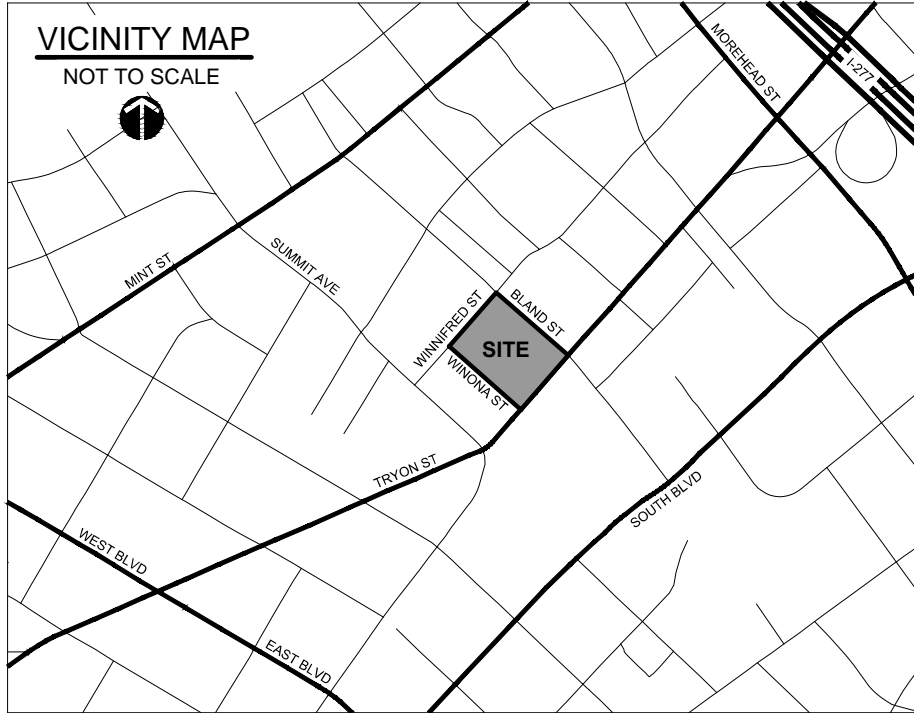 VICINITY MAP
NOT TO SCALE
MOREHEAD ST
I-277
SUMMIT AVE
MINT ST
WINNIFRED ST
BLAND ST
SITE
WINONA ST
TRYON ST
SOUTH BLVD
WEST BLVD
EAST BLVD